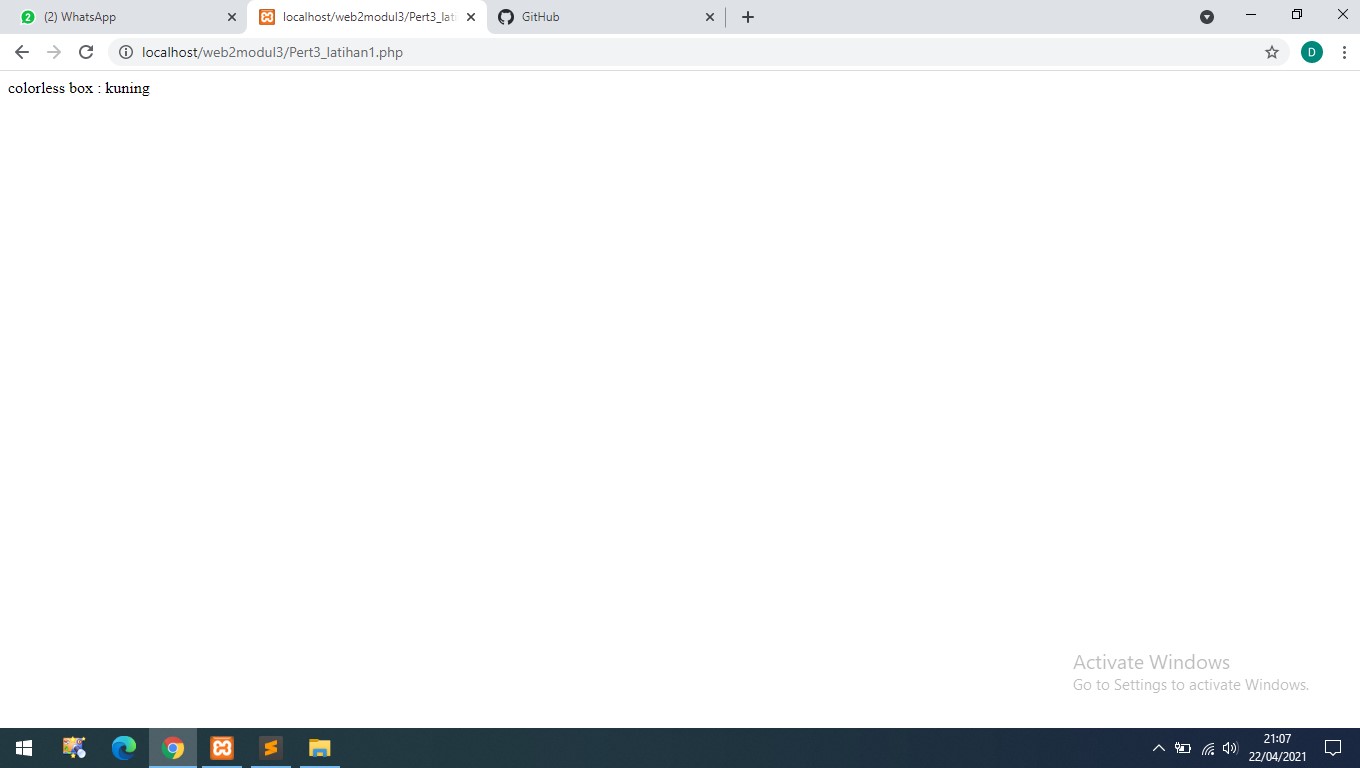 2 (2) WhatsApp
localhost/web2modul3/Pert3_lati
GitHub
localhost/web2modul3/Pert3_latihan1.php
D
colorless box : kuning
Activate Windows
Go to Settings to activate Windows.
21:07
22/04/2021